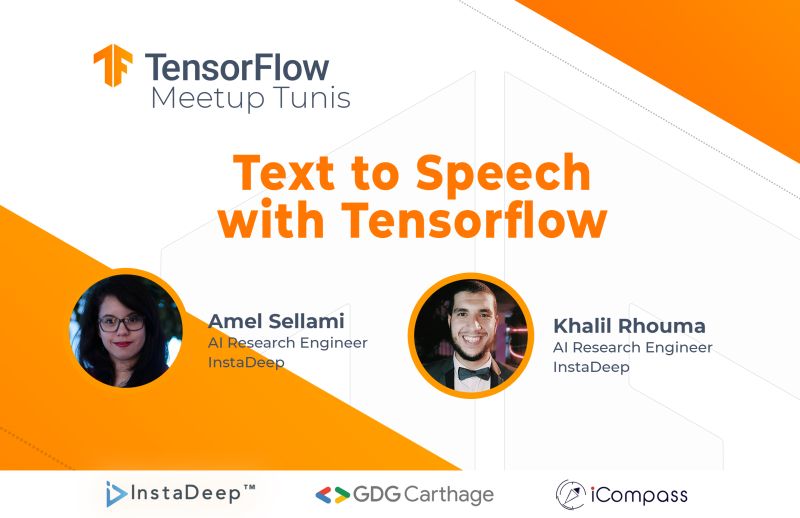 TensorFlow
Meetup Tunis
Text to Speech
with Tensorflow
Amel Sellami
AI Research Engineer
InstaDeep
Khalil Rhouma
AI Research Engineer
InstaDeep
InstaDeep™
GDG Carthage
iCompass